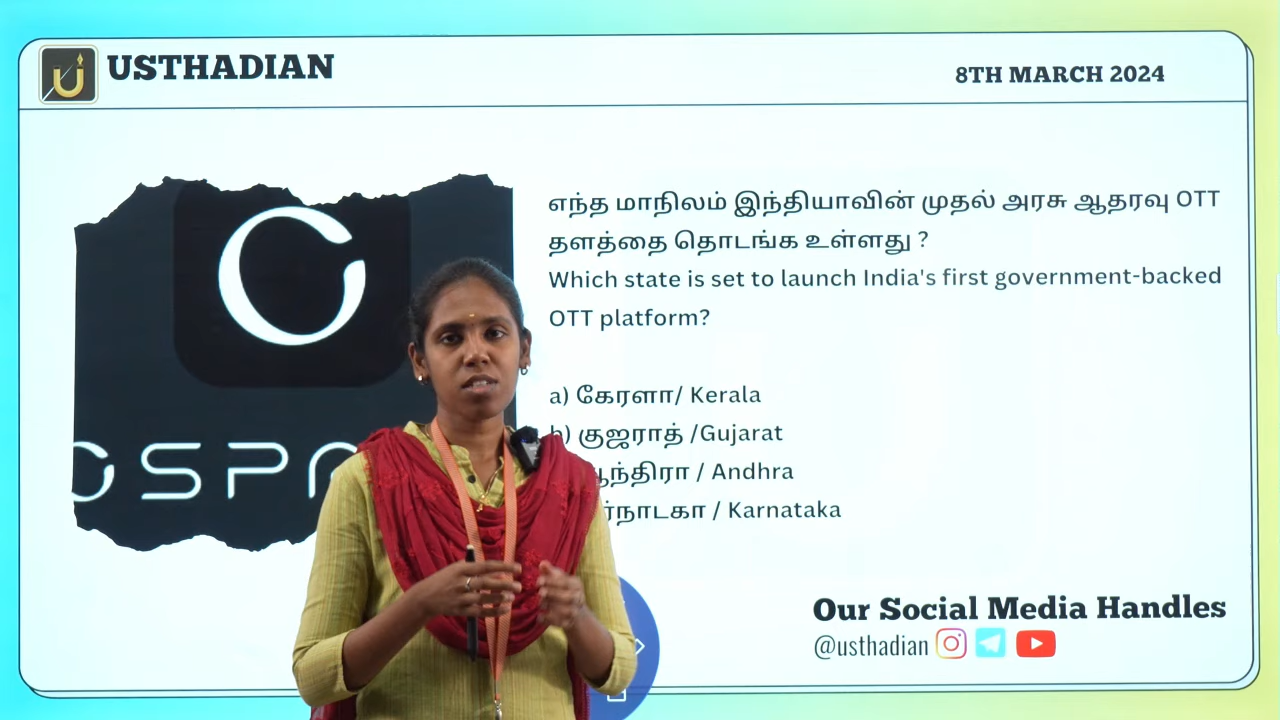 USTHADIAN
8TH MARCH 2024
எந்த மாநிலம் இந்தியாவின் முதல் அரசு ஆதரவு OTT
தளத்தை தொடங்க உள்ளது ?
Which state is set to launch India's first government-backed
OTT platform?
a) கேரளா/ Kerala
b) குஜராத் /Gujarat
/ Andhra
/ Karnataka
Our Social Media Handles
@usthadian